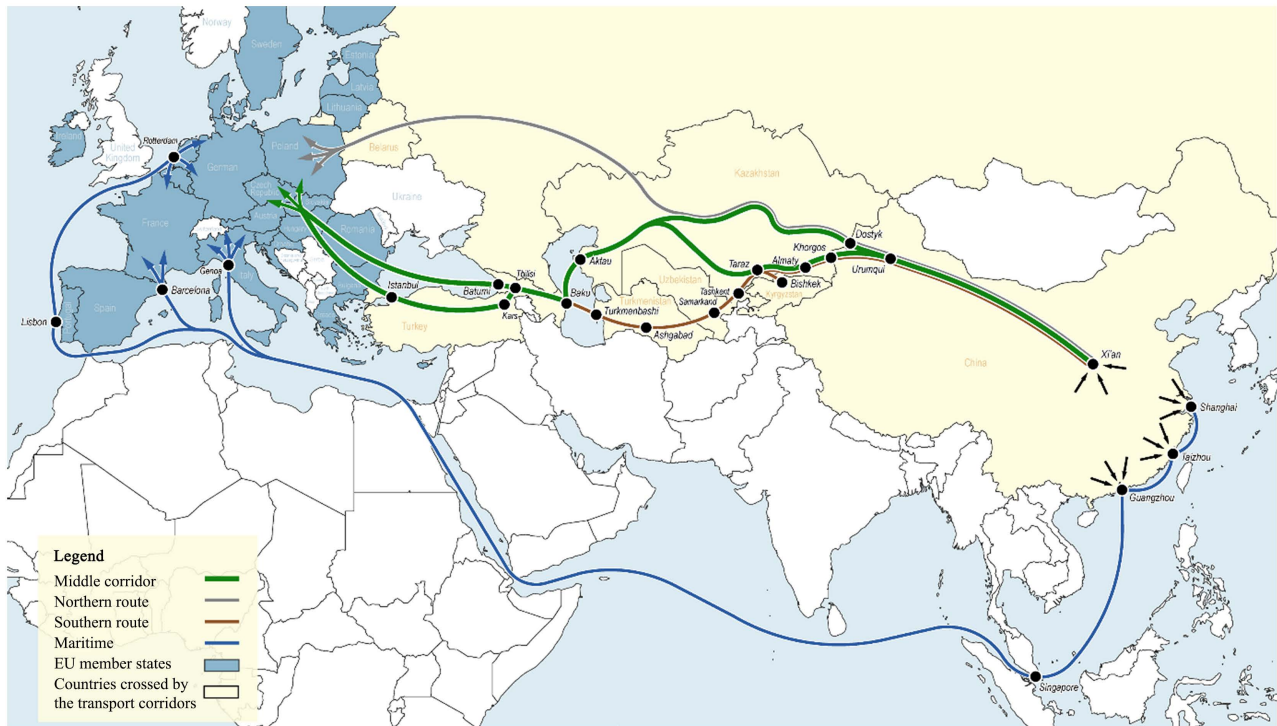 Norway
Sweden
Estonia
Latvia
Lithuania
Ireland
United
Kingdom
Rotterdam
German
Poland
Belarus
Czech
Republic
Ukraine
Kazakhstan
France
Austria
Romania
Dostyk
Khorgos
Almaty
Urumqui
Taraz
Aktau
Genoa
Italy
Barcelona
Spain
Lisbon
Istanbul
Turkey
Batumi
Tbilisi
Kars
Baku
Uzbekistan
Tashkent
Bishkek
Kyrgyzstan
Turkmenistan
Samarkand
Turkmenbashi
Ashgabad
China
Xi'an
Shanghai
Taizhou
Guangzhou
Singapore
Legend
Middle corridor
Northern route
Southern route
Maritime
EU member states
Countries crossed by
the transport corridors